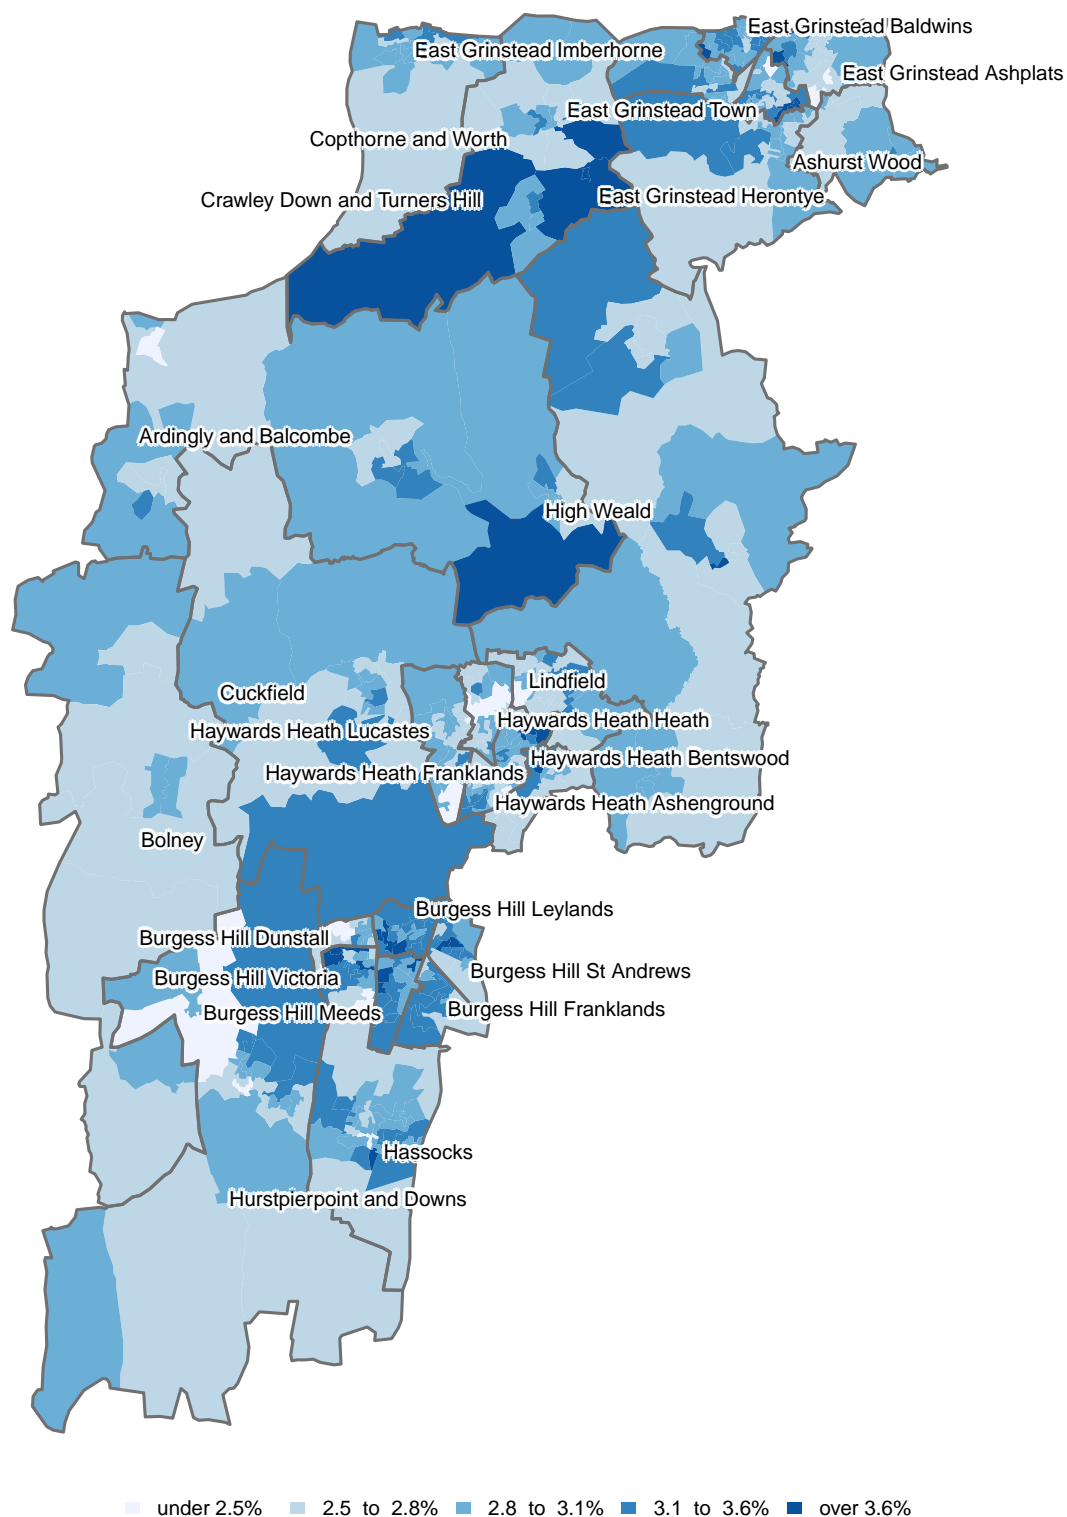 East Grinstead Baldwins
East Grinstead Imberhorne
East Grinstead Ashplats
East Grinstead Town
Copthorne and Worth
Ashurst Wood
East Grinstead Herontye
Crawley Down and Turners Hill
Ardingly and Balcombe
High Weald
Lindfield
Cuckfield
Haywards Heath Heath
Haywards Heath Lucastes
Haywards Heath Bentswood
Haywards Heath Franklands
Haywards Heath Ashenground
Bolney
Burgess Hill Leylands
Burgess Hill Dunstall
Burgess Hill St Andrews
Burgess Hill Victoria
Burgess Hill Franklands
Burgess Hill Meeds
Hassocks
Hurstpierpoint and Downs
under 2.5% 2.5 to 2.8% 2.8 to 3.1% 3.1 to 3.6% over 3.6%